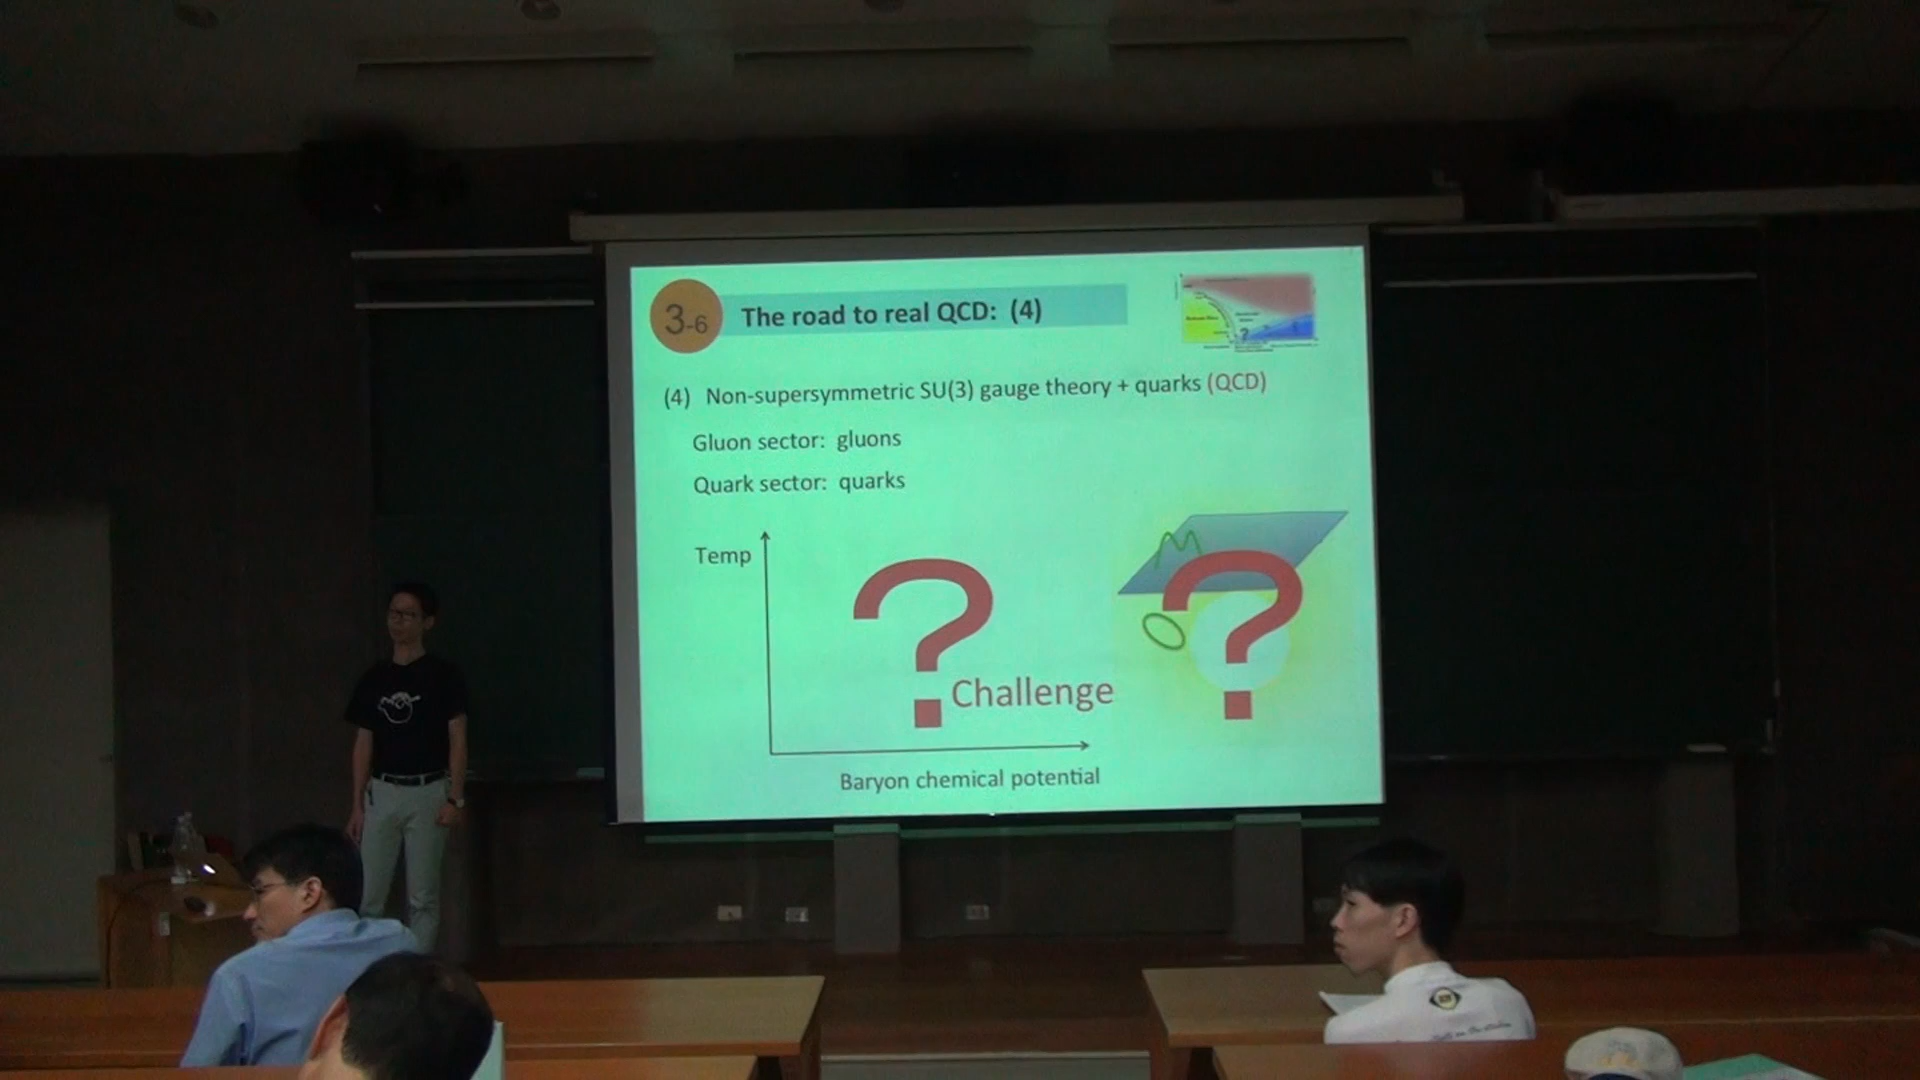 3-6
The road to real QCD: (4)
(4) Non-supersymmetric SU(3) gauge theory + quarks (QCD)
Gluon sector: gluons
Quark sector: quarks
Temp
?
?
Challenge
Baryon chemical potential